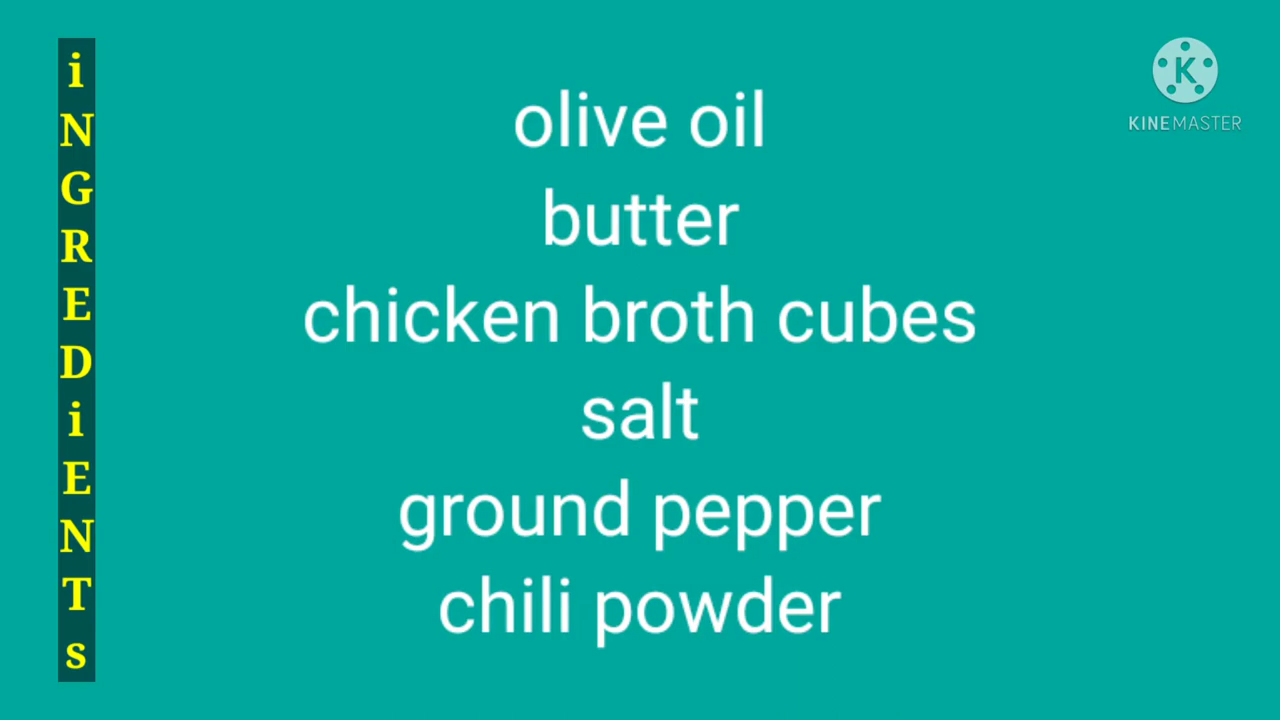 iNGREDiENTs
olive oil
butter
chicken broth cubes
salt
ground pepper
chili powder
K
KINEMASTER